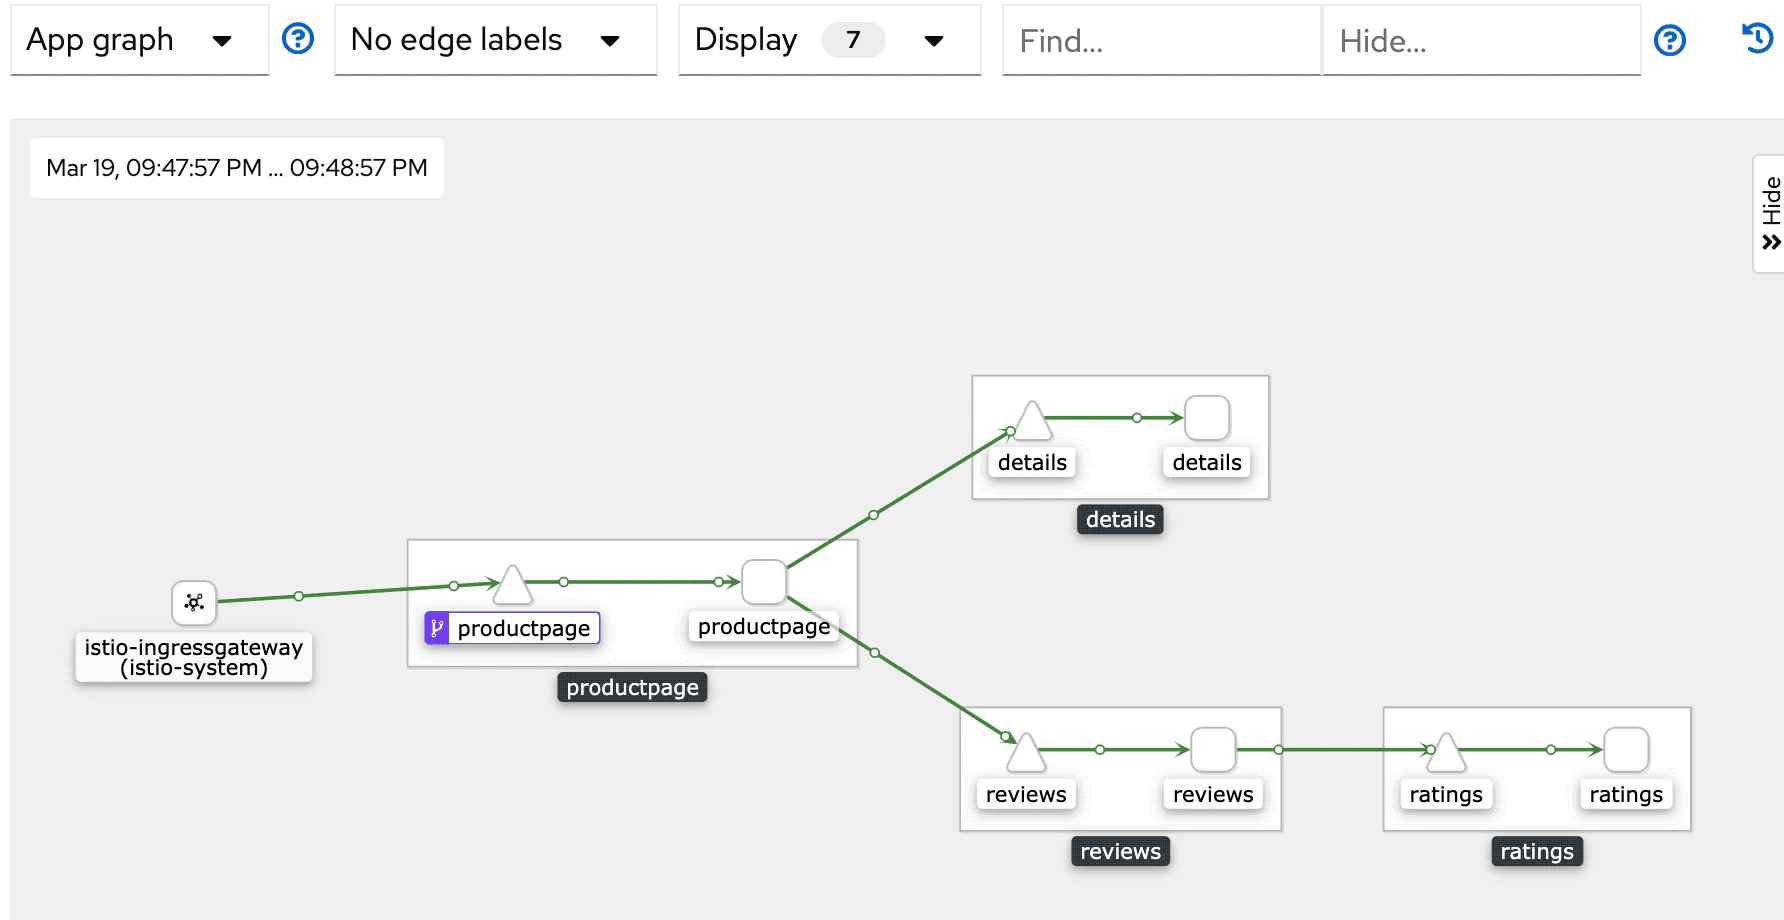 App graph
No edge labels
Display 7
Find...
Hide...
Mar 19, 09:47:57 PM ... 09:48:57 PM
Hide
details
details
details
istio-ingressgateway
(istio-system)
productpage
productpage
productpage
reviews
reviews
reviews
ratings
ratings
ratings